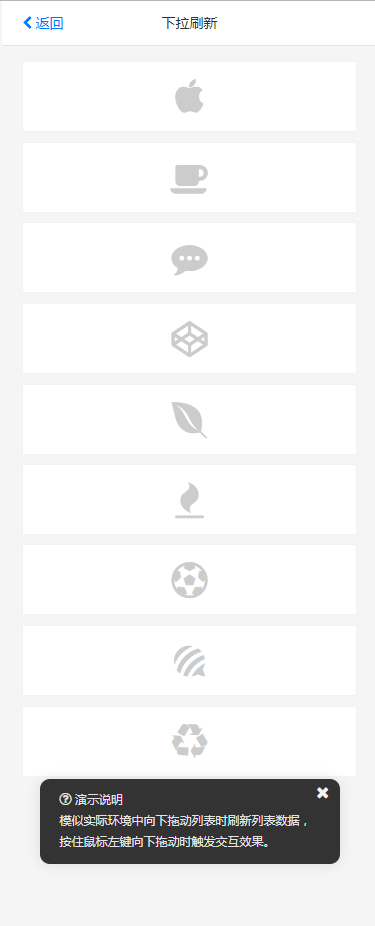 返回
下拉刷新
演示说明
模似实际环境中向下拖动列表时刷新列表数据，
按住鼠标左键向下拖动时触发交互效果。